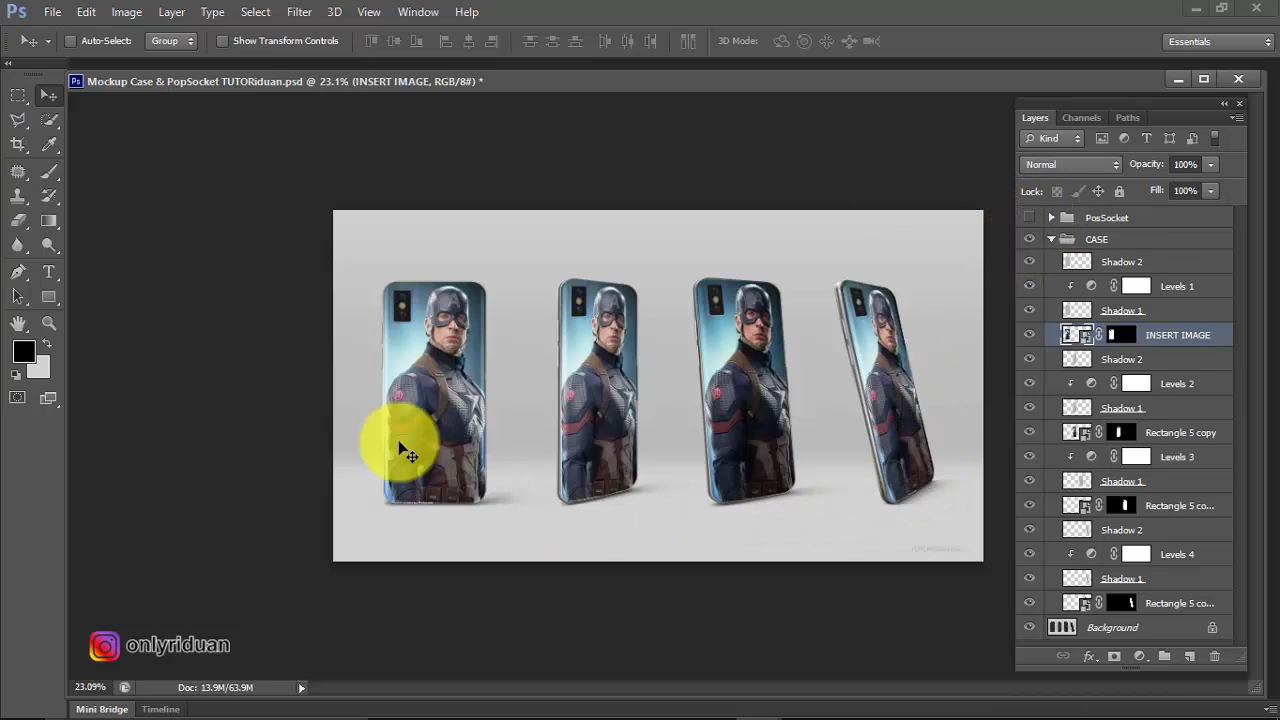 Ps File Edit Image Layer Type Select Filter 3D View Window Help
Auto-Select: Group Show Transform Controls 3D Mode: Essentials
Ps Mockup Case & PopSocket TUTORiduan.psd @ 23.1% (INSERT IMAGE, RGB/8#) *
Layers Channels Paths
Kind
Normal Opacity: 100%
Lock: Fill: 100%
PosSocket
CASE
Shadow 2
Levels 1
Shadow 1
INSERT IMAGE
Shadow 2
Levels 2
Shadow 1
Rectangle 5 copy
Levels 3
Shadow 1
Rectangle 5 co...
Shadow 2
Levels 4
Shadow 1
Rectangle 5 co...
Background
onlyriduan
23.09% Doc: 13.9M/63.9M
Mini Bridge Timeline